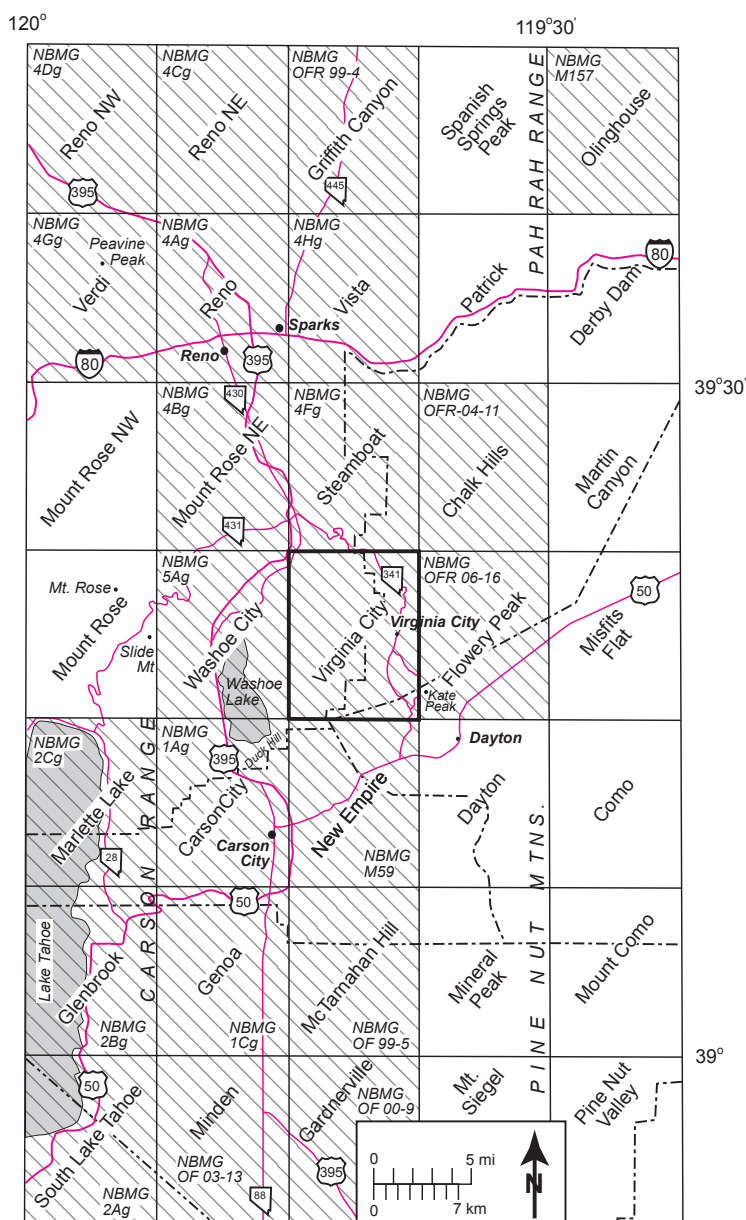 120°
119°30'
NBMG
4Dg
Reno NW
NBMG
4Cg
Reno NE
NBMG
OFR 99-4
Griffith Canyon
Spanish
Springs
Peak
PAH RAH RANGE
NBMG
M157
Olinghouse
395
445
NBMG
4Gg
Peavine
Peak
Verdi
NBMG
4Ag
Reno
NBMG
4Hg
Vista
Patrick
80
Derby Dam
Sparks
Reno
395
80
39°30'
NBMG
4Bg
430
NBMG
4Fg
NBMG
OFR-04-11
Mount Rose NW
Mount Rose NE
Steamboat
Chalk Hills
Martin
Canyon
431
NBMG
5Ag
341
NBMG
OFR 06-16
50
Mt. Rose
Mount Rose
Slide
Mt
Washoe City
Washoe
Lake
Virginia City
Virginia City
Flowery Peak
Kate
Peak
Misfits
Flat
NBMG
2Cg
NBMG
1Ag
395
Duck Hill
Dayton
Marlette Lake
CARSON RANGE
Carson City
New Empire
Dayton
Como
Carson
City
28
NBMG
M59
PINE NUT MTNS.
50
Lake Tahoe
Glenbrook
Genoa
McTarnahan Hill
Mineral
Peak
Mount Como
NBMG
2Bg
NBMG
1Cg
NBMG
OF 99-5
39°
50
South Lake Tahoe
Minden
Gardnerville
NBMG
OF 00-9
Mt.
Siegel
Pine Nut
Valley
NBMG
OF 03-13
NBMG
2Ag
88
395
0 5 mi
0 7 km
N